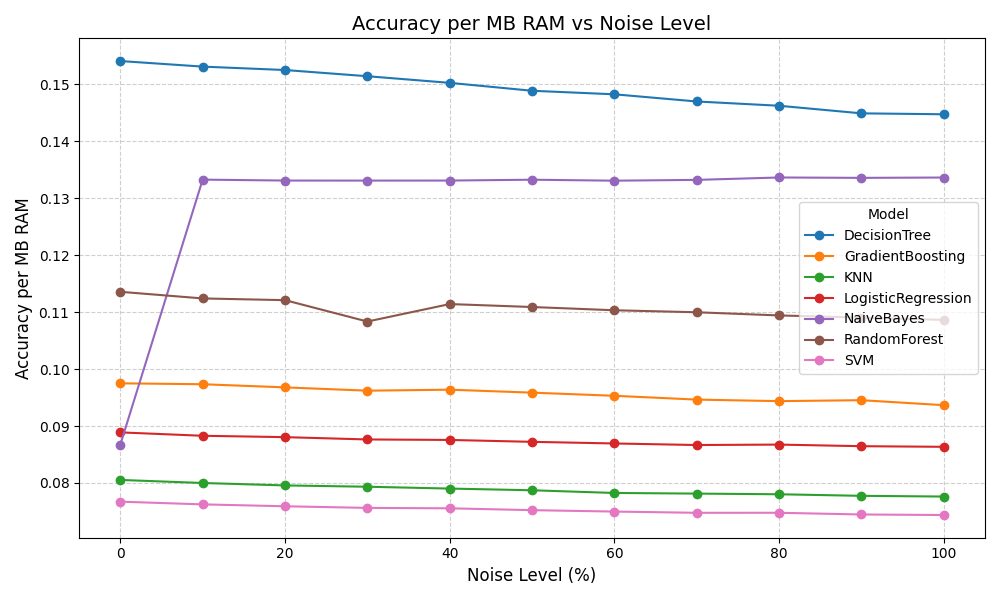 Accuracy per MB RAM vs Noise Level
Accuracy per MB RAM
0.15
0.14
0.13
0.12
0.11
0.10
0.09
0.08
Model
DecisionTree
GradientBoosting
KNN
LogisticRegression
NaiveBayes
RandomForest
SVM
0 20 40 60 80 100
Noise Level (%)